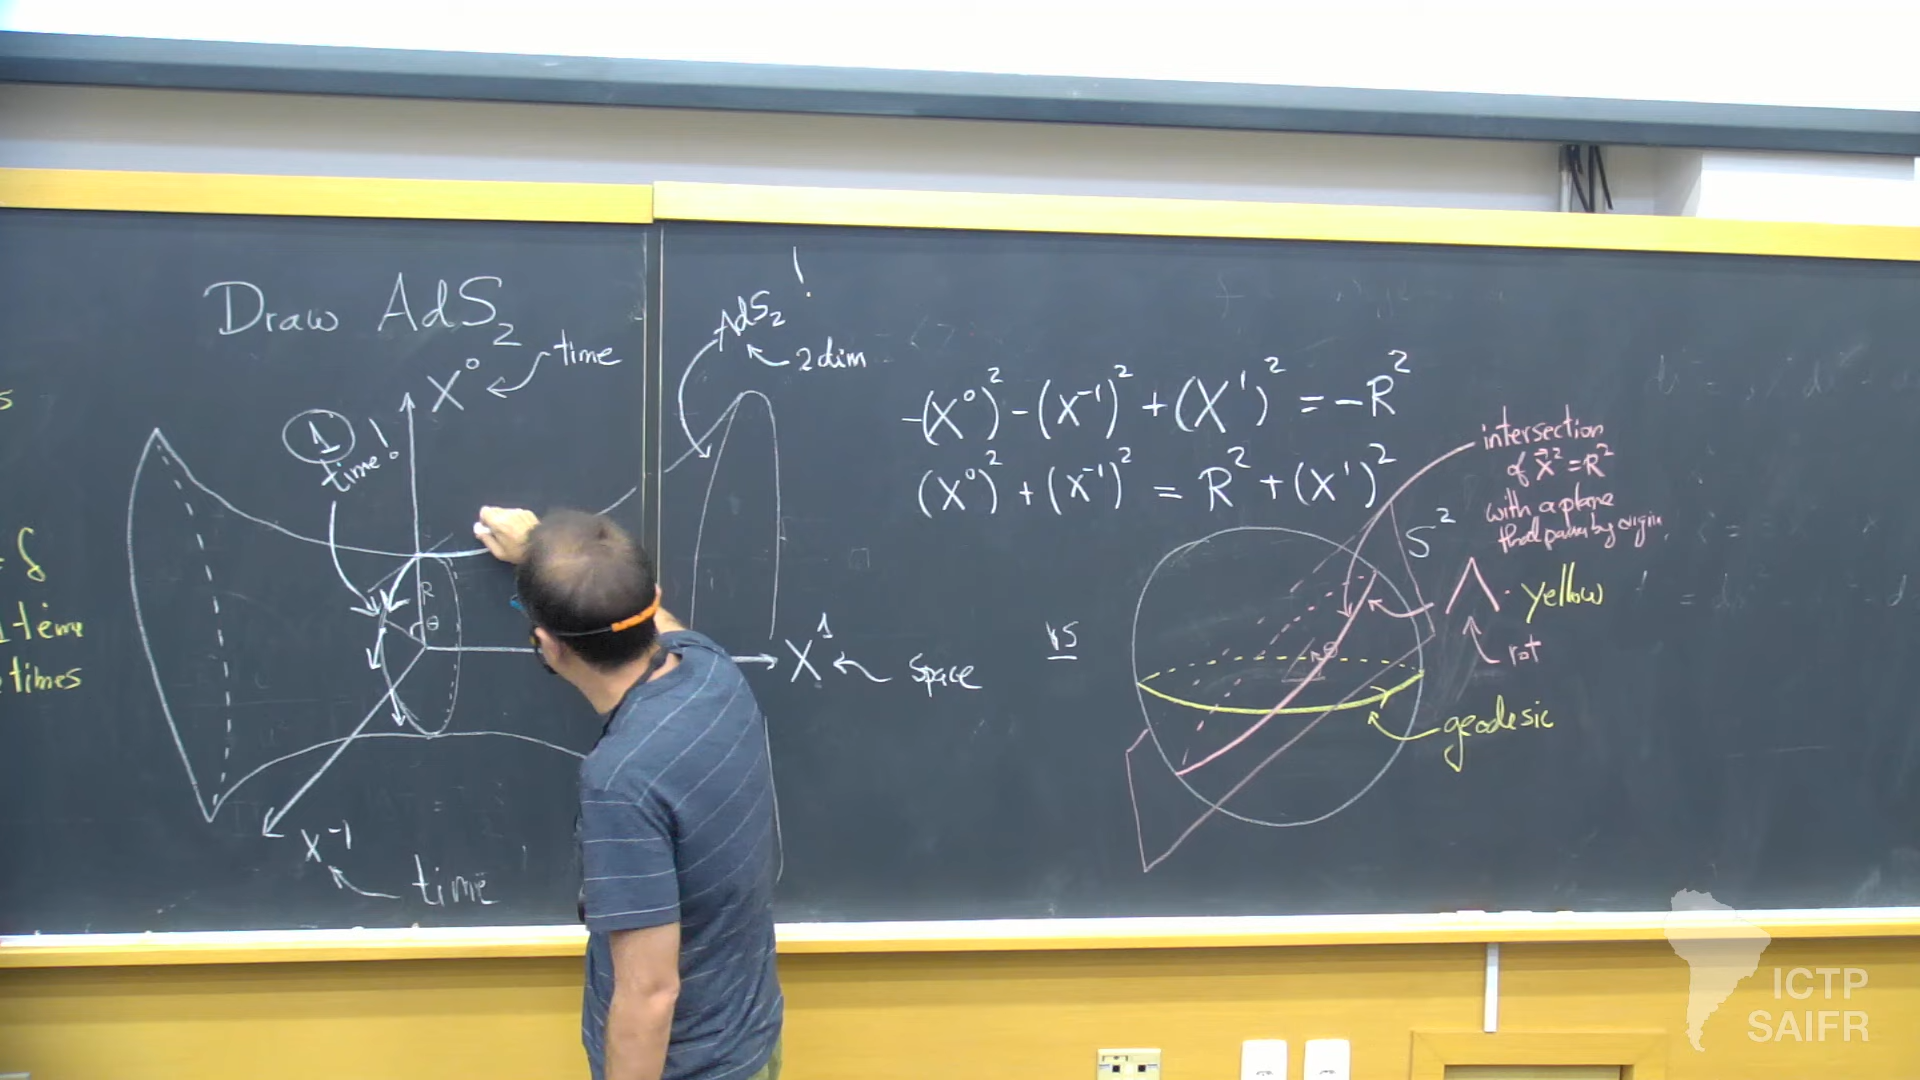 Draw AdS₂
X⁰ time
1
time!
R
θ
X⁻¹
time
AdS₂ !
2 dim
X¹ space
-(X⁰)² - (X⁻¹)² + (X¹)² = -R²
(X⁰)² + (X⁻¹)² = R² + (X¹)²
vs
S²
intersection
of X⃗² = R²
with a plane
that passes by origin
Λ · yellow
rot
θ
geodesic
times
ICTP
SAIFR